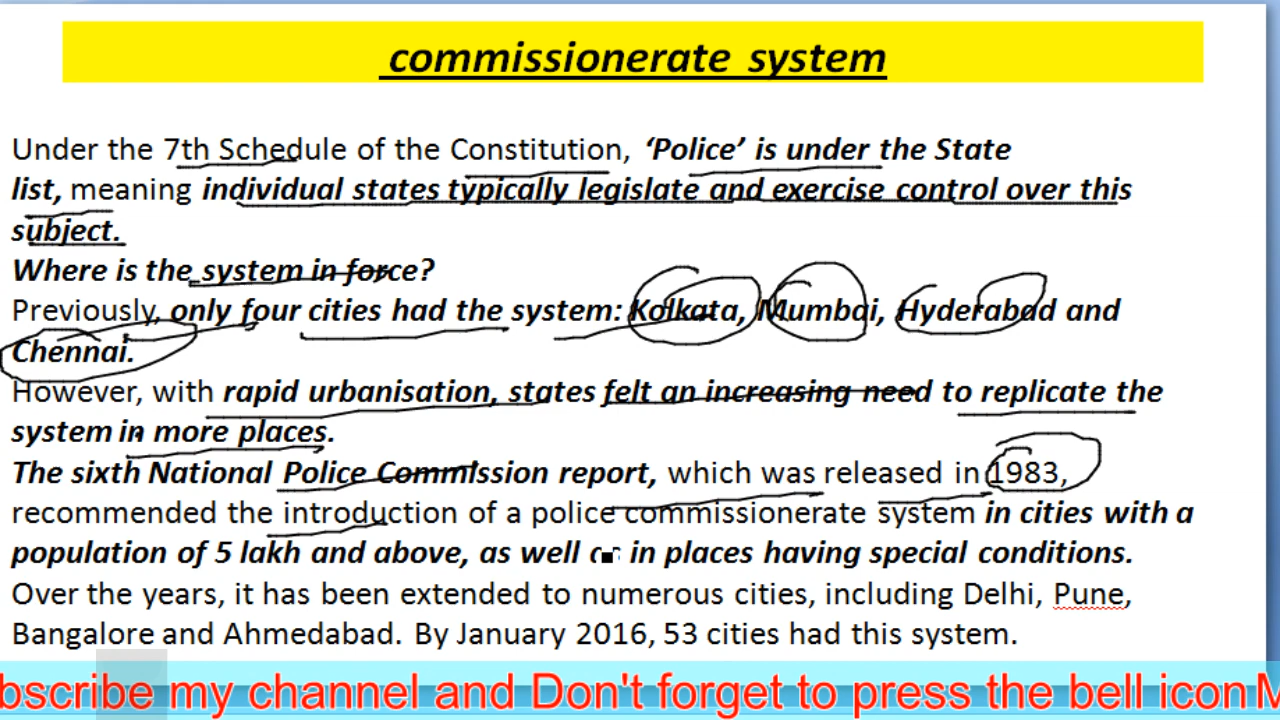 commissionerate system
Under the 7th Schedule of the Constitution, ‘Police’ is under the State
list, meaning individual states typically legislate and exercise control over this
subject.
Where is the system in force?
Previously, only four cities had the system: Kolkata, Mumbai, Hyderabad and
Chennai.
However, with rapid urbanisation, states felt an increasing need to replicate the
system in more places.
The sixth National Police Commission report, which was released in 1983,
recommended the introduction of a police commissionerate system in cities with a
population of 5 lakh and above, as well as in places having special conditions.
Over the years, it has been extended to numerous cities, including Delhi, Pune,
Bangalore and Ahmedabad. By January 2016, 53 cities had this system.
bscribe my channel and Don't forget to press the bell icon M